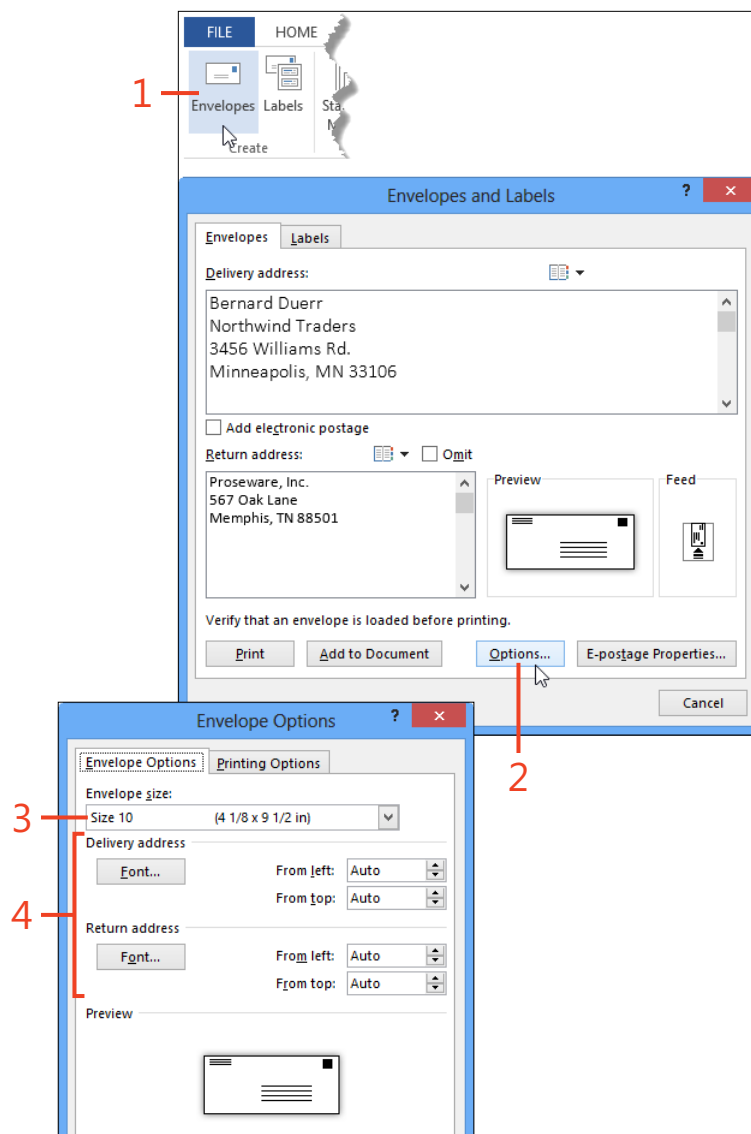 FILE HOME
1
Envelopes Labels Sta
M
Create
Envelopes and Labels ? ×
Envelopes Labels
Delivery address:
Bernard Duerr
Northwind Traders
3456 Williams Rd.
Minneapolis, MN 33106
Add electronic postage
Return address: Omit
Proseware, Inc.
567 Oak Lane
Memphis, TN 88501
Preview Feed
Verify that an envelope is loaded before printing.
Print Add to Document Options... E-postage Properties...
Cancel
2
Envelope Options ? ×
Envelope Options Printing Options
Envelope size:
3
Size 10 (4 1/8 x 9 1/2 in)
Delivery address
Font... From left: Auto
From top: Auto
4
Return address
Font... From left: Auto
From top: Auto
Preview